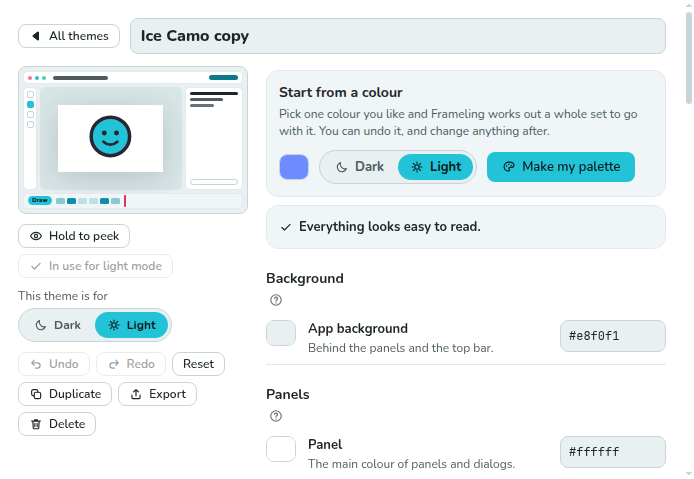 All themes
Ice Camo copy
Draw
Hold to peek
In use for light mode
This theme is for
Dark
Light
Undo
Redo
Reset
Duplicate
Export
Delete
Start from a colour
Pick one colour you like and Frameling works out a whole set to go
with it. You can undo it, and change anything after.
Dark
Light
Make my palette
Everything looks easy to read.
Background
App background
Behind the panels and the top bar.
#e8f0f1
Panels
Panel
The main colour of panels and dialogs.
#ffffff